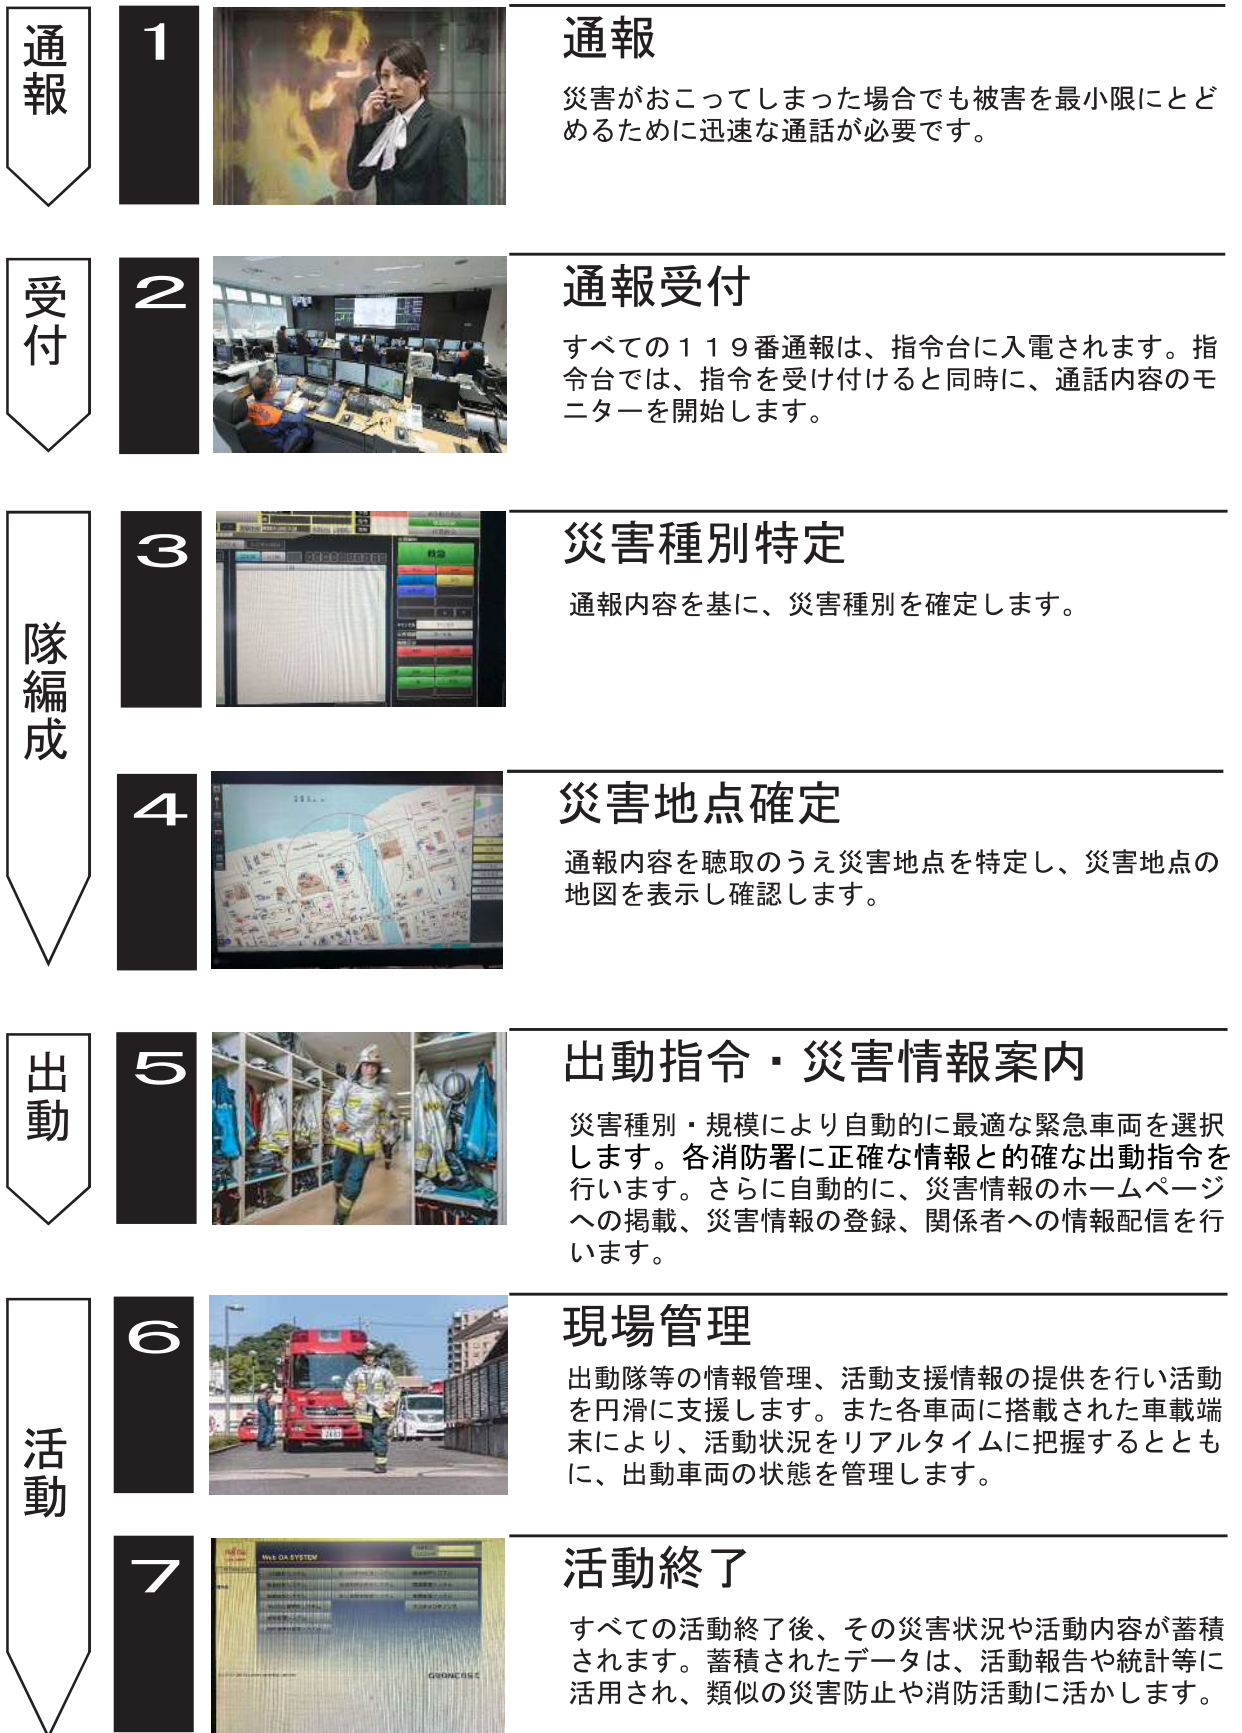 通報
1
通報
災害がおこってしまった場合でも被害を最小限にとど
めるために迅速な通話が必要です。
受付
2
通報受付
すべての119番通報は、指令台に入電されます。指
令台では、指令を受け付けると同時に、通話内容のモ
ニターを開始します。
隊編成
3
救急
災害種別特定
通報内容を基に、災害種別を確定します。
4
災害地点確定
通報内容を聴取のうえ災害地点を特定し、災害地点の
地図を表示し確認します。
出動
5
出動指令・災害情報案内
災害種別・規模により自動的に最適な緊急車両を選択
します。各消防署に正確な情報と的確な出動指令を
行います。さらに自動的に、災害情報のホームページ
への掲載、災害情報の登録、関係者への情報配信を行
います。
活動
6
現場管理
出動隊等の情報管理、活動支援情報の提供を行い活動
を円滑に支援します。また各車両に搭載された車載端
末により、活動状況をリアルタイムに把握するととも
に、出動車両の状態を管理します。
7
Web OA SYSTEM
活動終了
すべての活動終了後、その災害状況や活動内容が蓄積
されます。蓄積されたデータは、活動報告や統計等に
活用され、類似の災害防止や消防活動に活かします。